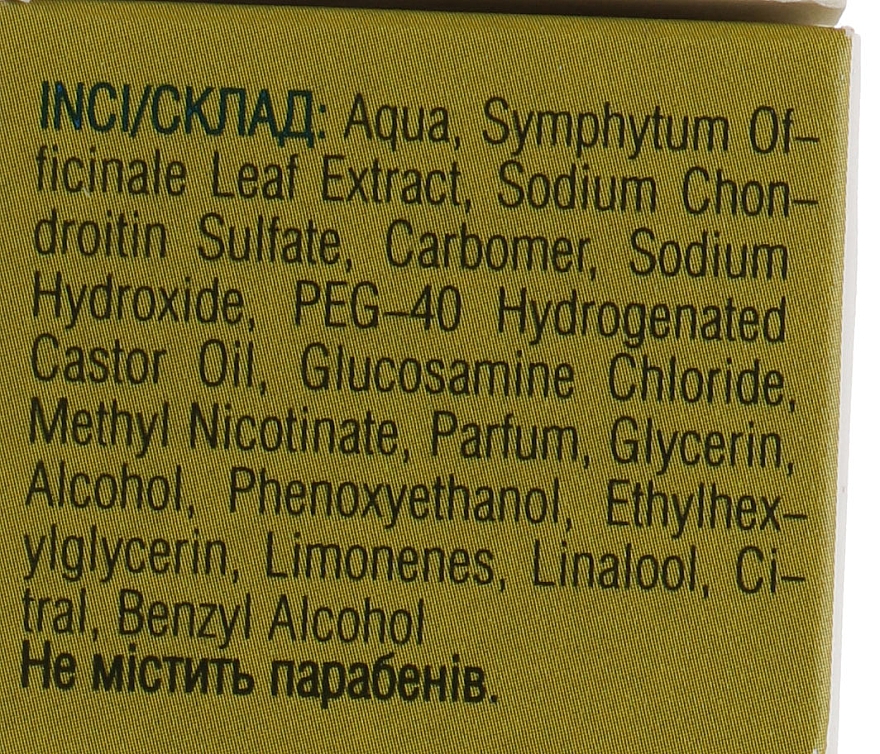 INCI/СКЛАД: Aqua, Symphytum Of–
ficinale Leaf Extract, Sodium Chon–
droitin Sulfate, Carbomer, Sodium
Hydroxide, PEG–40 Hydrogenated
Castor Oil, Glucosamine Chloride,
Methyl Nicotinate, Parfum, Glycerin,
Alcohol, Phenoxyethanol, Ethylhex–
ylglycerin, Limonenes, Linalool, Ci–
tral, Benzyl Alcohol
Не містить парабенів.